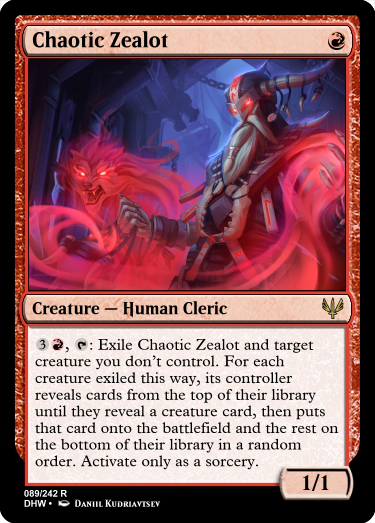 Chaotic Zealot
Creature — Human Cleric
3, : Exile Chaotic Zealot and target
creature you don't control. For each
creature exiled this way, its controller
reveals cards from the top of their library
until they reveal a creature card, then puts
that card onto the battlefield and the rest on
the bottom of their library in a random
order. Activate only as a sorcery.
1/1
089/242 R
DHW • Daniil Kudriavtsev